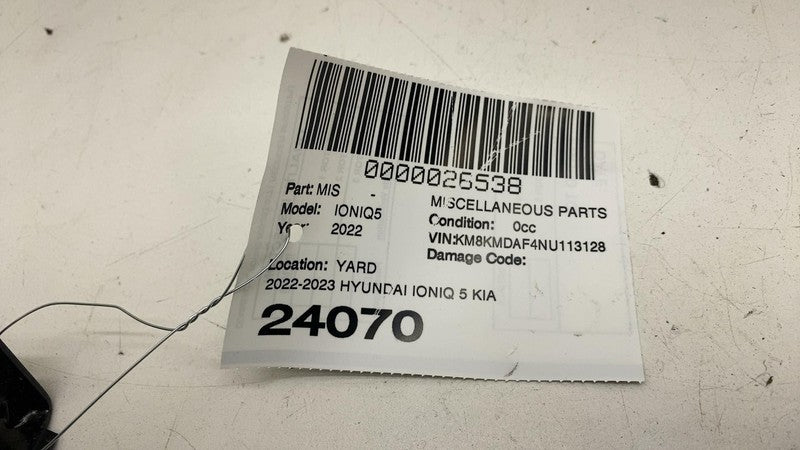 0000026538
Part: MIS - MISCELLANEOUS PARTS
Model: IONIQ5 Condition: 0cc
Year: 2022 VIN:KM8KMDAF4NU113128
Damage Code:
Location: YARD
2022-2023 HYUNDAI IONIQ 5 KIA
24070